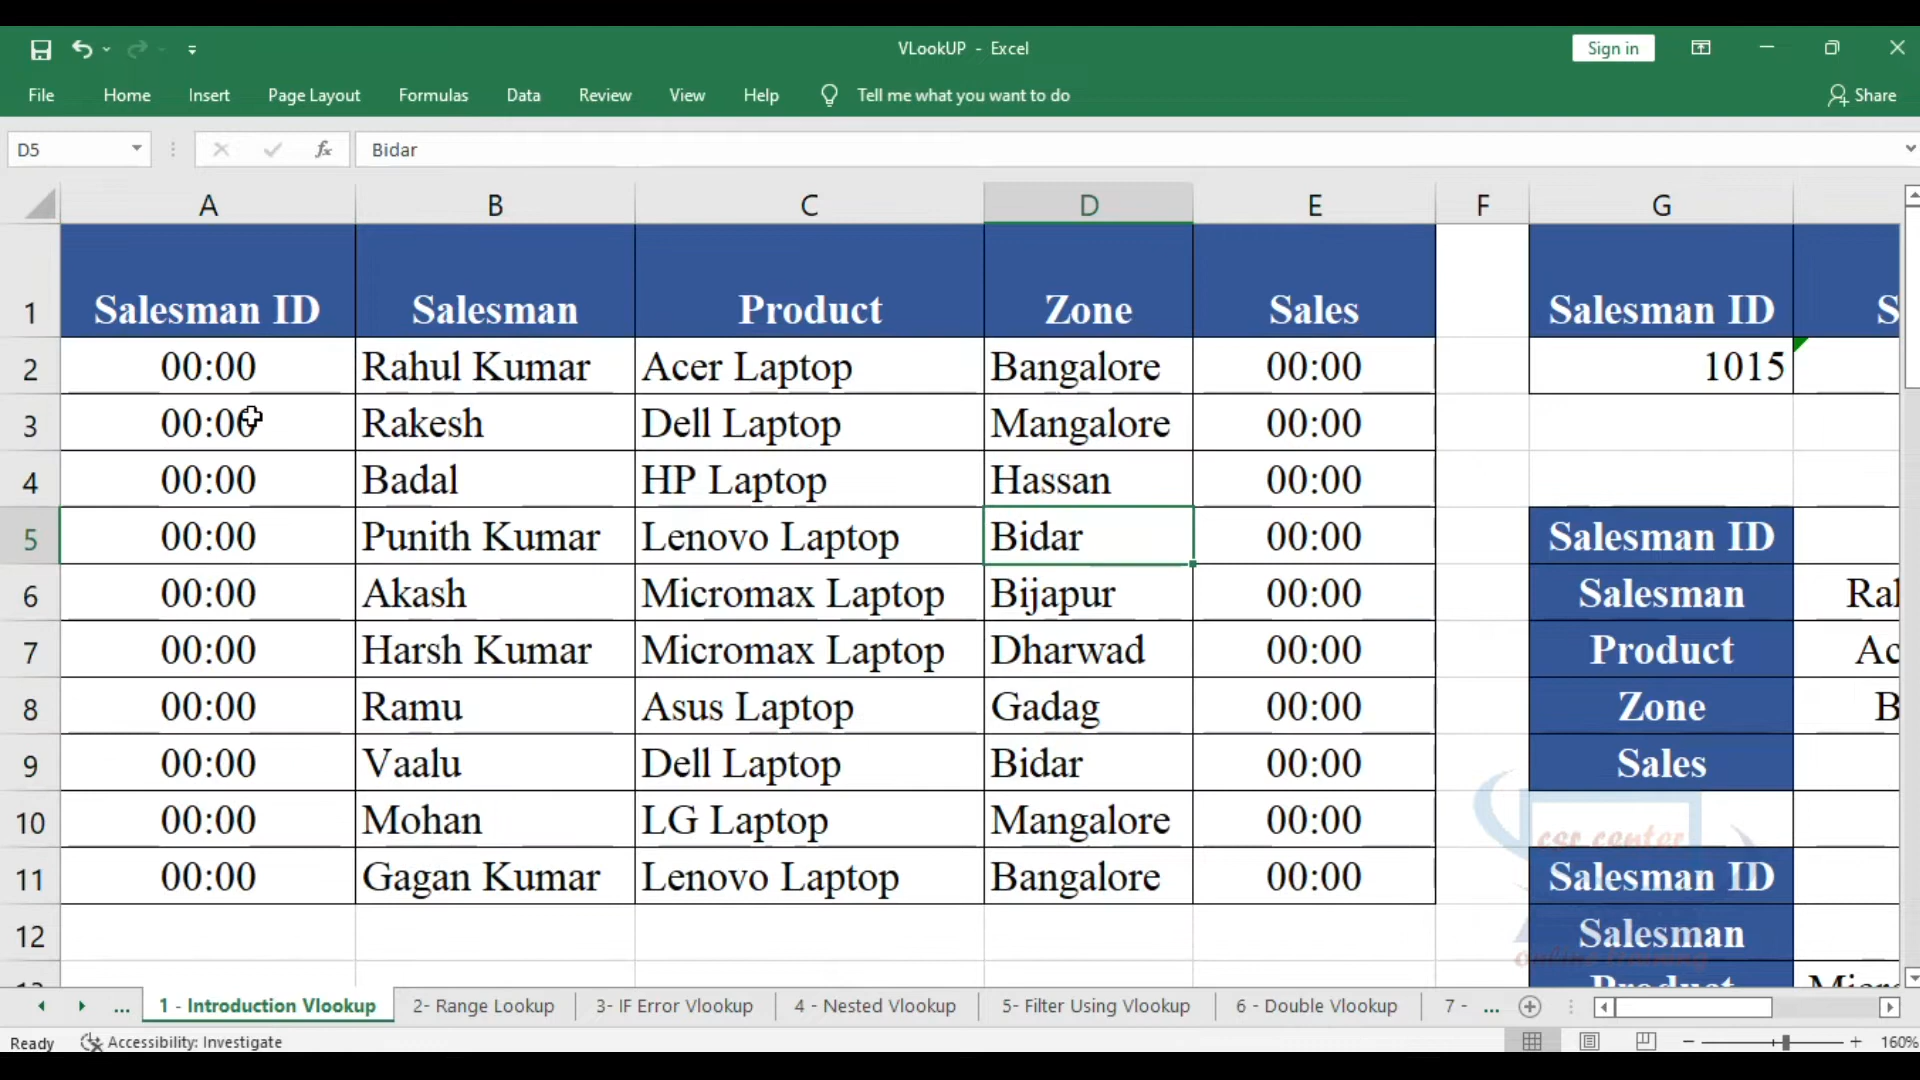 VLookUP - Excel
Sign in
File Home Insert Page Layout Formulas Data Review View Help Tell me what you want to do Share
D5 fx Bidar
A B C D E F G
1 Salesman ID Salesman Product Zone Sales Salesman ID S
2 00:00 Rahul Kumar Acer Laptop Bangalore 00:00 1015
3 00:00 Rakesh Dell Laptop Mangalore 00:00
4 00:00 Badal HP Laptop Hassan 00:00
5 00:00 Punith Kumar Lenovo Laptop Bidar 00:00 Salesman ID
6 00:00 Akash Micromax Laptop Bijapur 00:00 Salesman Ral
7 00:00 Harsh Kumar Micromax Laptop Dharwad 00:00 Product Ac
8 00:00 Ramu Asus Laptop Gadag 00:00 Zone B
9 00:00 Vaalu Dell Laptop Bidar 00:00 Sales
10 00:00 Mohan LG Laptop Mangalore 00:00 csr center
11 00:00 Gagan Kumar Lenovo Laptop Bangalore 00:00 Salesman ID
12 Salesman
Product
... 1 - Introduction Vlookup 2- Range Lookup 3- IF Error Vlookup 4 - Nested Vlookup 5- Filter Using Vlookup 6 - Double Vlookup 7 - ...
Ready Accessibility: Investigate 160%